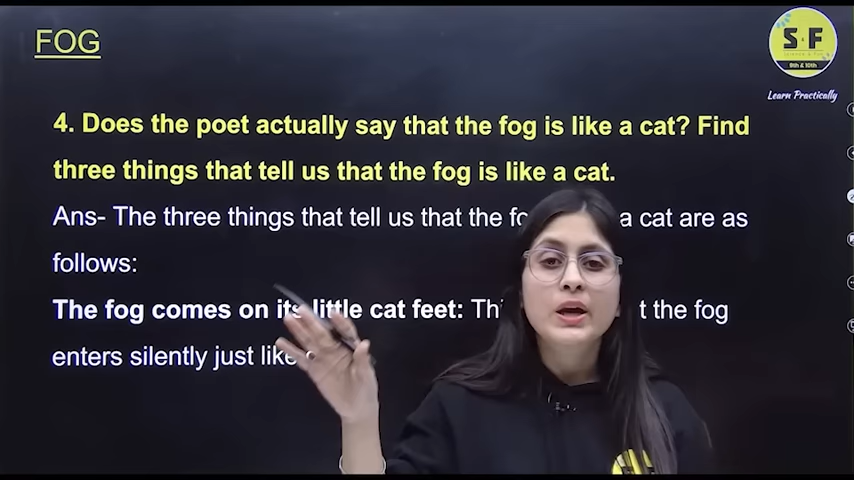 FOG
S&F
9th & 10th
Learn Practically
4. Does the poet actually say that the fog is like a cat? Find
three things that tell us that the fog is like a cat.
Ans- The three things that tell us that the a cat are as
follows:
The fog comes on its little cat feet: t the fog
enters silently just like